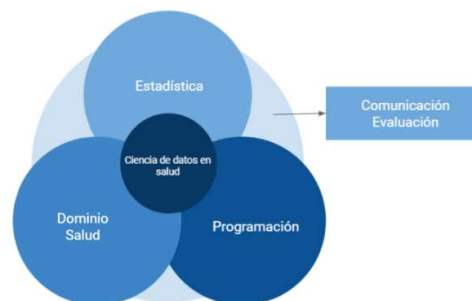 Estadística
Comunicación
Evaluación
Ciencia de datos en
salud
Dominio
Salud
Programación